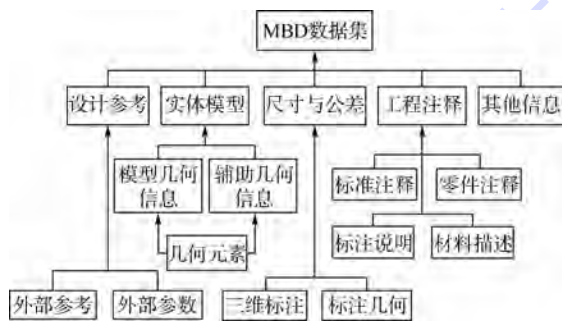 MBD数据集
设计参考
实体模型
尺寸与公差
工程注释
其他信息
模型几何
信息
辅助几何
信息
标准注释
零件注释
几何元素
标注说明
材料描述
外部参考
外部参数
三维标注
标注几何